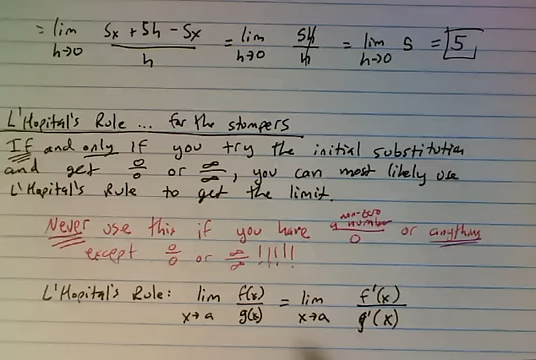 = lim h→0 (5x + 5h - 5x)/h = lim h→0 5h/h = lim h→0 5 = 5
L'Hopital's Rule ... for the stompers
If and only if you try the initial substitution
and get 0/0 or ∞/∞, you can most likely use
L'Hopital's Rule to get the limit.
Never use this if you have a non-zero number/0 or anything
except 0/0 or ∞/∞ !!!!!
L'Hopital's Rule: lim x→a f(x)/g(x) = lim x→a f'(x)/g'(x)